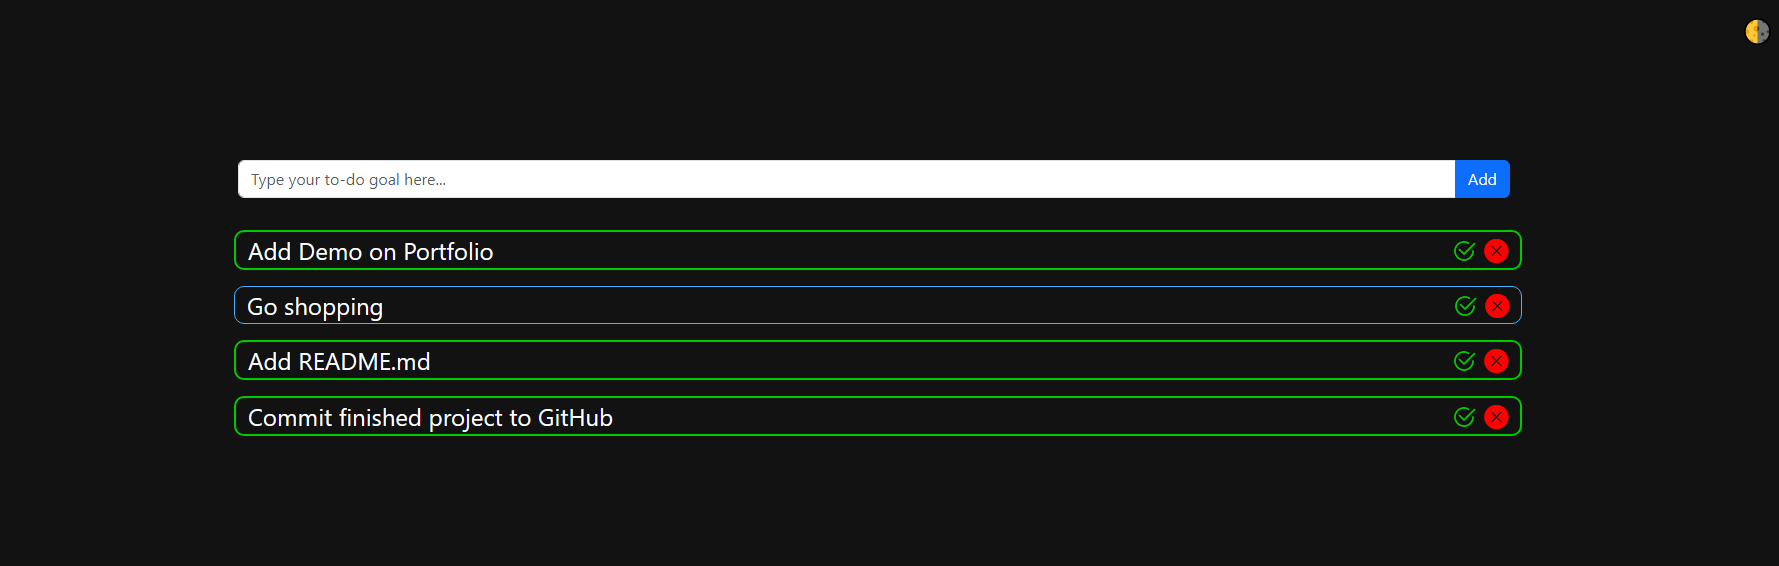 Type your to-do goal here...
Add
Add Demo on Portfolio
Go shopping
Add README.md
Commit finished project to GitHub